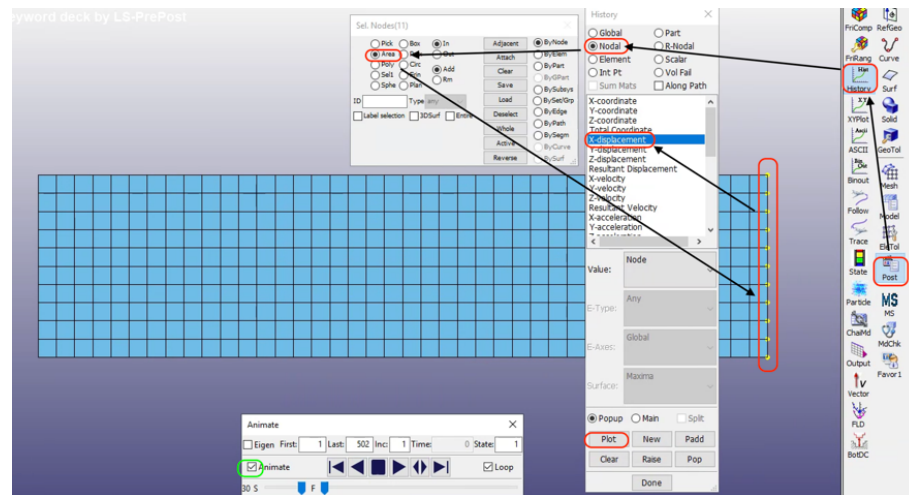 eyword deck by LS-PrePost
Sel. Nodes(11)
Pick Box In
Area Out
Poly Circ Add
Sel1 Rm
Sphe Plan
Adjacent
Attach
Clear
Save
Load
Deselect
Whole
Active
Reverse
ByNode
ByElem
ByPart
ByGPart
BySubsys
BySet/Grp
ByEdge
ByPath
BySegm
ByCurve
BySurf
ID Type any
Label selection 3DSurf Entire
History
Global Part
Nodal R-Nodal
Element Scalar
Int Pt Vol Fail
Sum Mats Along Path
X-coordinate
Y-coordinate
Z-coordinate
Total Coordinate
X-displacement
Y-displacement
Z-displacement
Resultant Displacement
X-velocity
Y-velocity
Z-velocity
Resultant Velocity
X-acceleration
Y-acceleration
Z-acceleration
Value: Node
E-Type: Any
E-Axes: Global
Surface: Maxima
Popup Main Split
Plot New Padd
Clear Raise Pop
Done
Animate
Eigen First: 1 Last: 502 Inc: 1 Time: 0 State: 1
Animate Loop
30 S F
FriComp RefGeo
FriRang Curve
History Surf
XYPlot Solid
ASCII GeoTol
Binout Mesh
Follow Model
Trace EleTol
State Post
Particle MS
ChaiMd MdChk
Output Favor1
Vector
FLD
BotDC